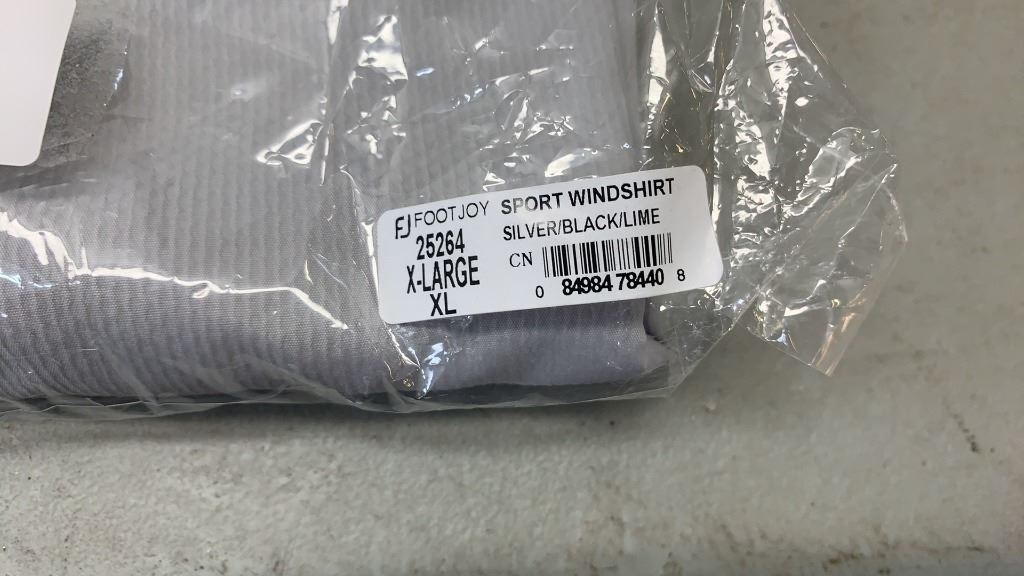 FJ FOOTJOY SPORT WINDSHIRT
25264 SILVER/BLACK/LIME
X-LARGE CN
XL 0 84984 78440 8